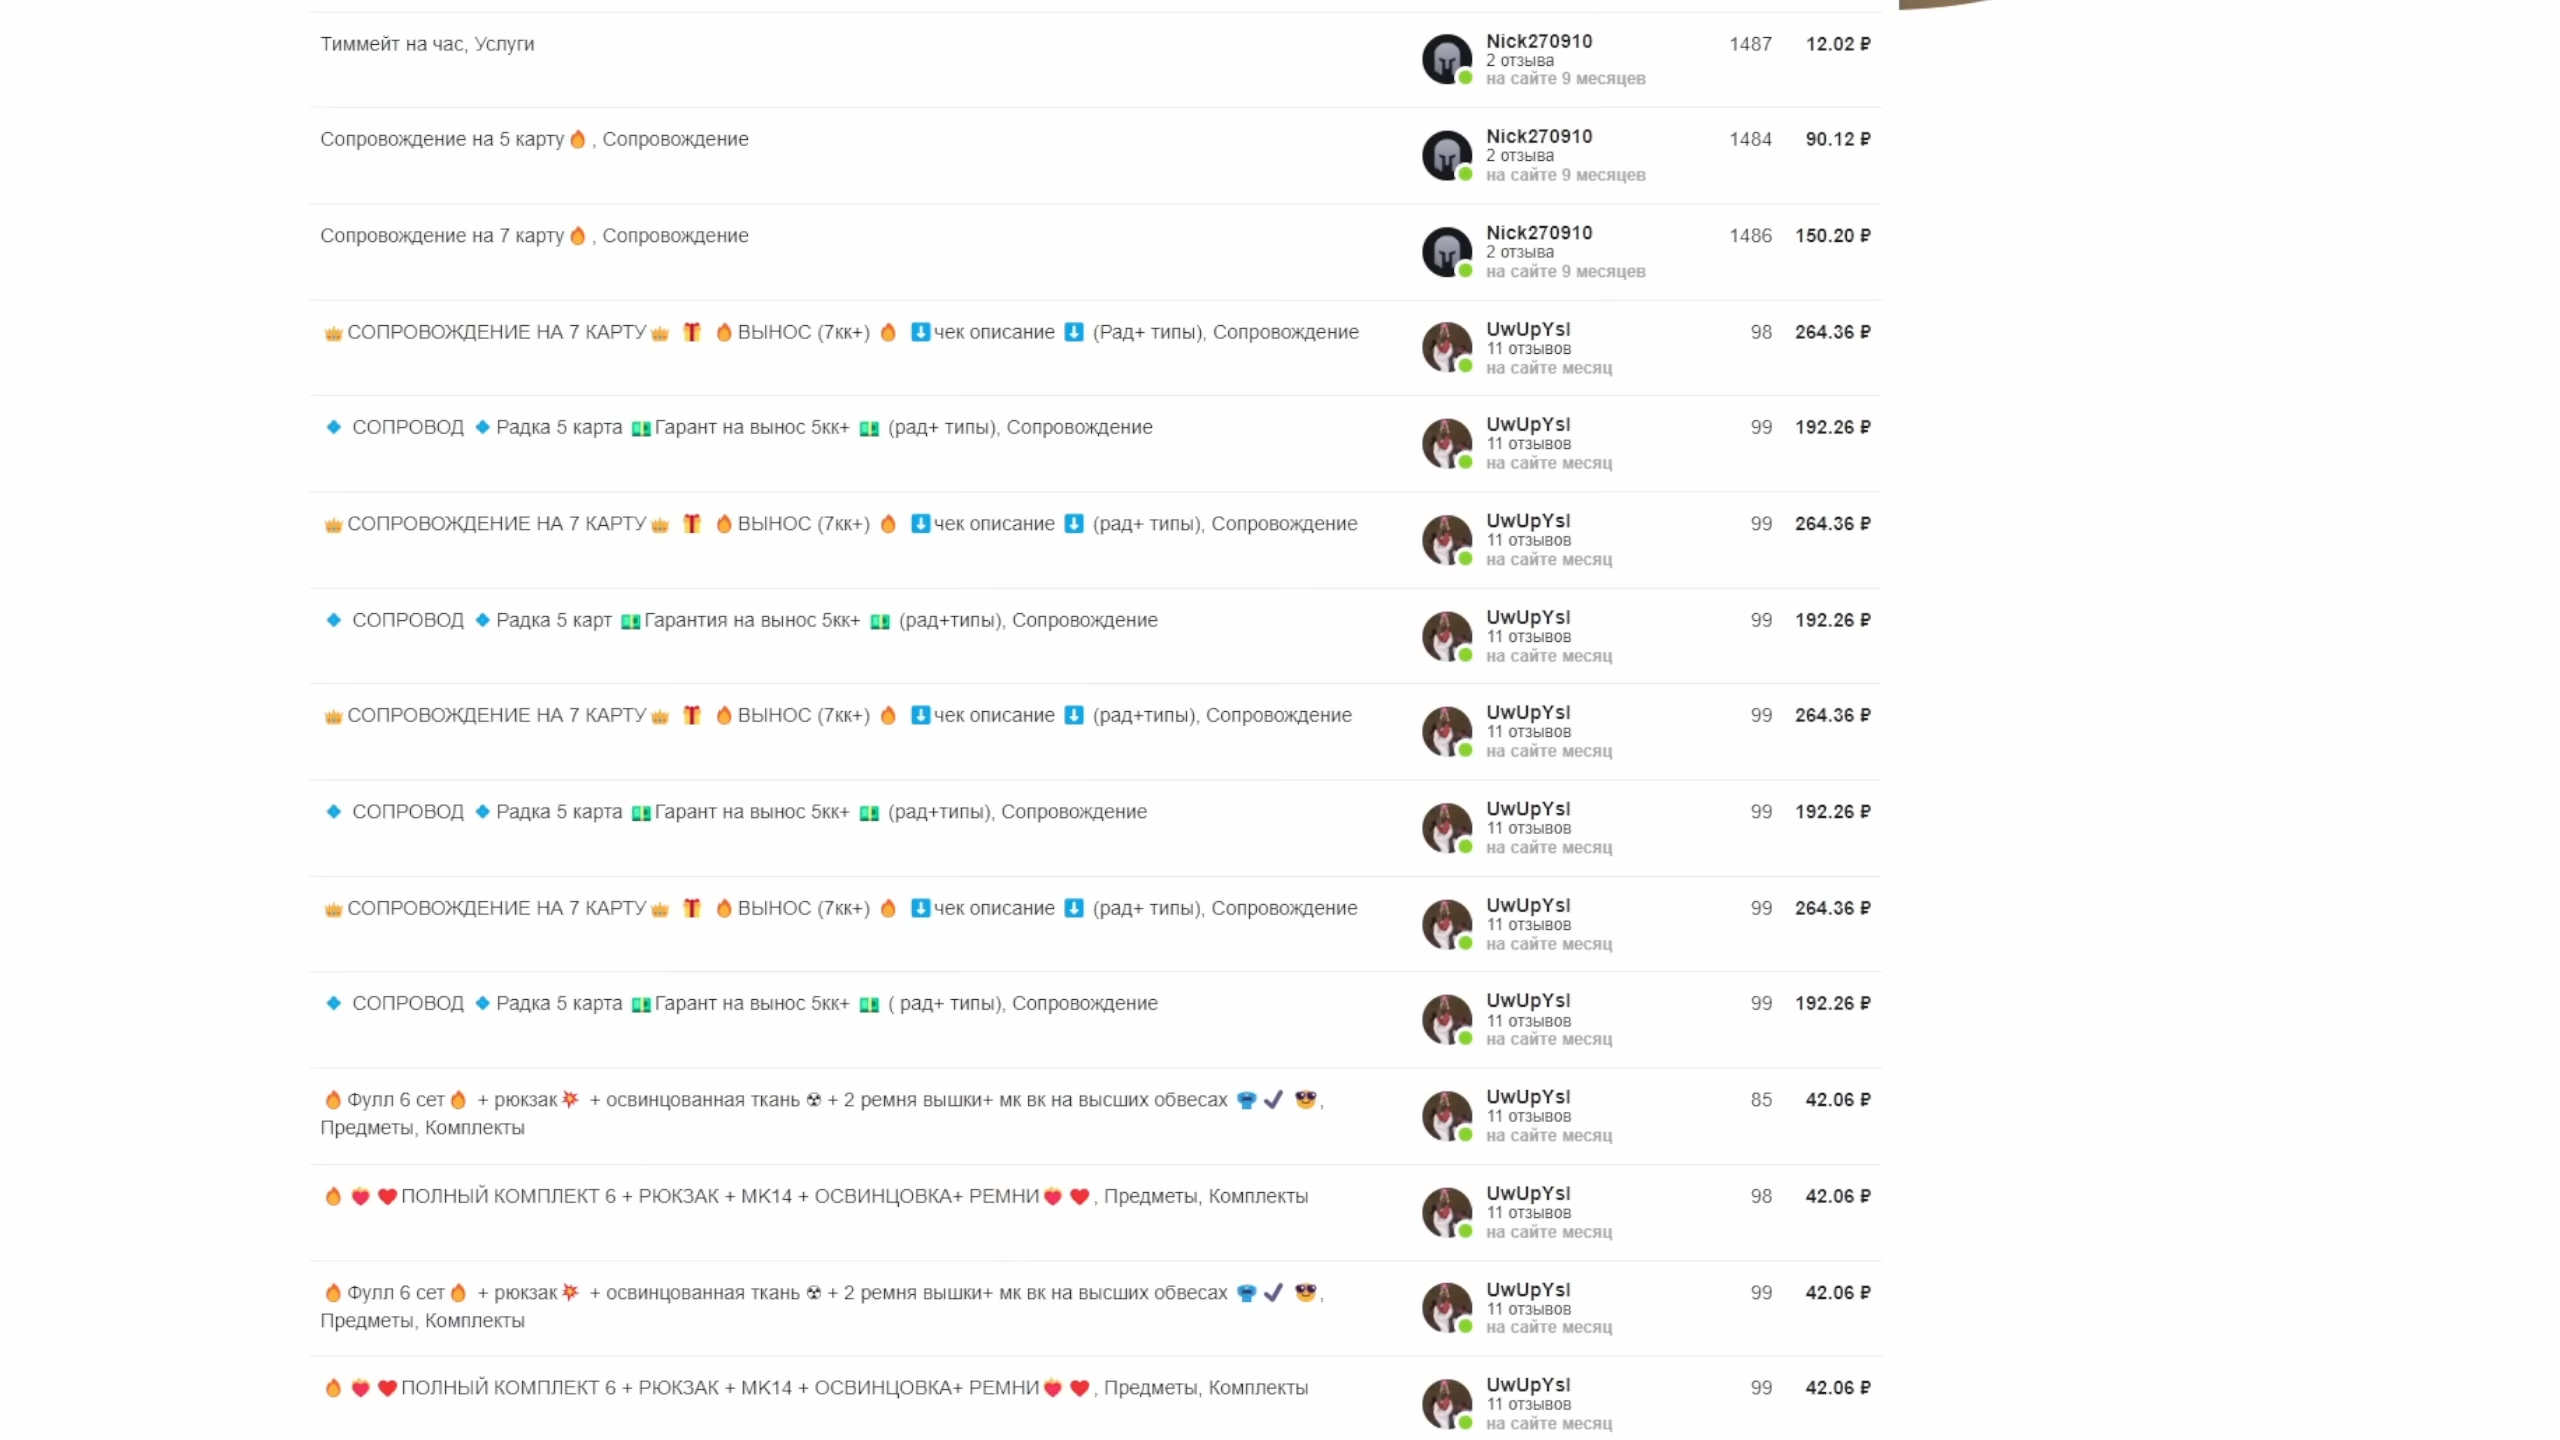 Тиммейт на час, Услуги
Nick270910
2 отзыва
на сайте 9 месяцев
1487 12.02 ₽
Сопровождение на 5 карту🔥, Сопровождение
Nick270910
2 отзыва
на сайте 9 месяцев
1484 90.12 ₽
Сопровождение на 7 карту🔥, Сопровождение
Nick270910
2 отзыва
на сайте 9 месяцев
1486 150.20 ₽
👑СОПРОВОЖДЕНИЕ НА 7 КАРТУ👑 🎁 🔥ВЫНОС (7кк+) 🔥 ⬇️чек описание ⬇️ (Рад+ типы), Сопровождение
UwUpYsl
11 отзывов
на сайте месяц
98 264.36 ₽
🔹 СОПРОВОД 🔹Радка 5 карта 💵Гарант на вынос 5кк+ 💵 (рад+ типы), Сопровождение
UwUpYsl
11 отзывов
на сайте месяц
99 192.26 ₽
👑СОПРОВОЖДЕНИЕ НА 7 КАРТУ👑 🎁 🔥ВЫНОС (7кк+) 🔥 ⬇️чек описание ⬇️ (рад+ типы), Сопровождение
UwUpYsl
11 отзывов
на сайте месяц
99 264.36 ₽
🔹 СОПРОВОД 🔹Радка 5 карт 💵Гарантия на вынос 5кк+ 💵 (рад+типы), Сопровождение
UwUpYsl
11 отзывов
на сайте месяц
99 192.26 ₽
👑СОПРОВОЖДЕНИЕ НА 7 КАРТУ👑 🎁 🔥ВЫНОС (7кк+) 🔥 ⬇️чек описание ⬇️ (рад+типы), Сопровождение
UwUpYsl
11 отзывов
на сайте месяц
99 264.36 ₽
🔹 СОПРОВОД 🔹Радка 5 карта 💵Гарант на вынос 5кк+ 💵 (рад+типы), Сопровождение
UwUpYsl
11 отзывов
на сайте месяц
99 192.26 ₽
👑СОПРОВОЖДЕНИЕ НА 7 КАРТУ👑 🎁 🔥ВЫНОС (7кк+) 🔥 ⬇️чек описание ⬇️ (рад+ типы), Сопровождение
UwUpYsl
11 отзывов
на сайте месяц
99 264.36 ₽
🔹 СОПРОВОД 🔹Радка 5 карта 💵Гарант на вынос 5кк+ 💵 ( рад+ типы), Сопровождение
UwUpYsl
11 отзывов
на сайте месяц
99 192.26 ₽
🔥Фулл 6 сет🔥 + рюкзак💥 + освинцованная ткань ☢ + 2 ремня вышки+ мк вк на высших обвесах 👕✔ 😎,
Предметы, Комплекты
UwUpYsl
11 отзывов
на сайте месяц
85 42.06 ₽
🔥❤️‍🔥❤️ПОЛНЫЙ КОМПЛЕКТ 6 + РЮКЗАК + МК14 + ОСВИНЦОВКА+ РЕМНИ❤️‍🔥❤️, Предметы, Комплекты
UwUpYsl
11 отзывов
на сайте месяц
98 42.06 ₽
🔥Фулл 6 сет🔥 + рюкзак💥 + освинцованная ткань ☢ + 2 ремня вышки+ мк вк на высших обвесах 👕✔ 😎,
Предметы, Комплекты
UwUpYsl
11 отзывов
на сайте месяц
99 42.06 ₽
🔥❤️‍🔥❤️ПОЛНЫЙ КОМПЛЕКТ 6 + РЮКЗАК + МК14 + ОСВИНЦОВКА+ РЕМНИ❤️‍🔥❤️, Предметы, Комплекты
UwUpYsl
11 отзывов
на сайте месяц
99 42.06 ₽